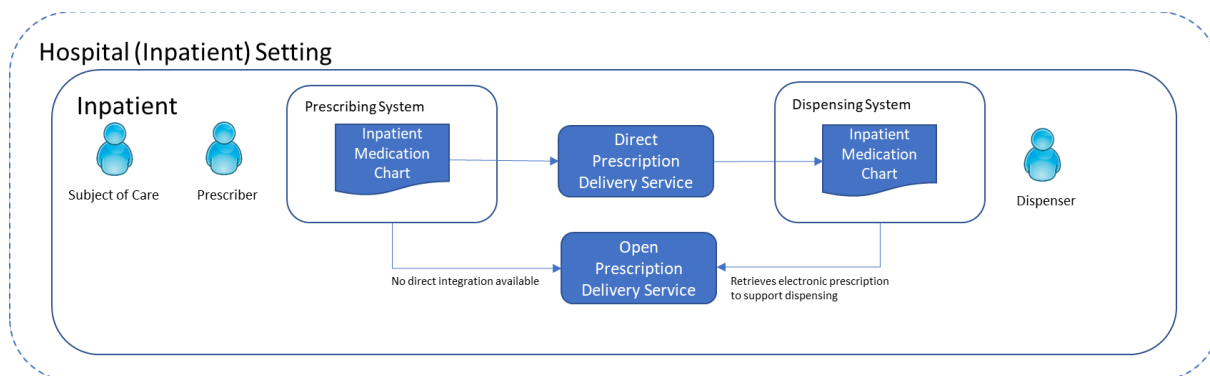 Hospital (Inpatient) Setting
Inpatient
Subject of Care
Prescriber
Prescribing System
Inpatient
Medication
Chart
Direct
Prescription
Delivery Service
Dispensing System
Inpatient
Medication
Chart
Dispenser
No direct integration available
Open
Prescription
Delivery Service
Retrieves electronic prescription
to support dispensing